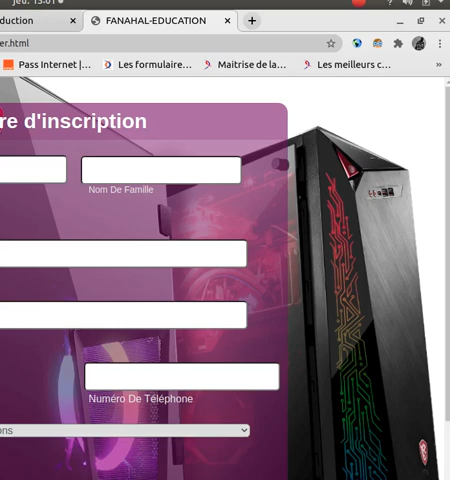 jeu. 13:01
duction
FANAHAL-EDUCATION
er.html
Pass Internet |...
Les formulaire...
Maitrise de la...
Les meilleurs c...
re d'inscription
Nom De Famille
Numéro De Téléphone
ons